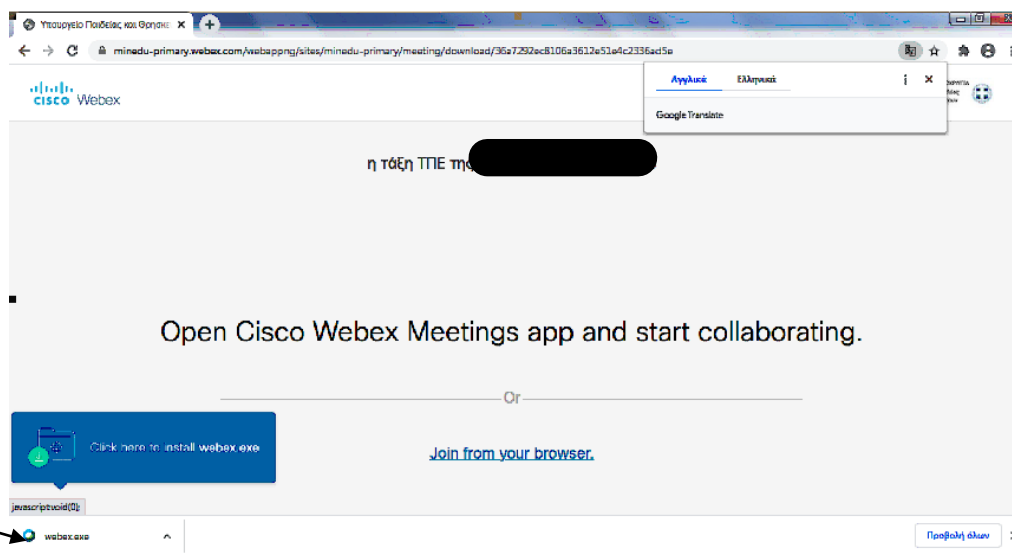 Υπουργείο Παιδείας και Θρησκε
minedu-primary.webex.com/webappng/sites/minedu-primary/meeting/download/36a7292ec8106a3612e51e4c2336ad5e
Αγγλικά Ελληνικά
Google Translate
cisco Webex
η τάξη ΤΠΕ της
Open Cisco Webex Meetings app and start collaborating.
Or
Click here to install webex.exe
Join from your browser.
javascript:void(0);
webex.exe
Προβολή όλων